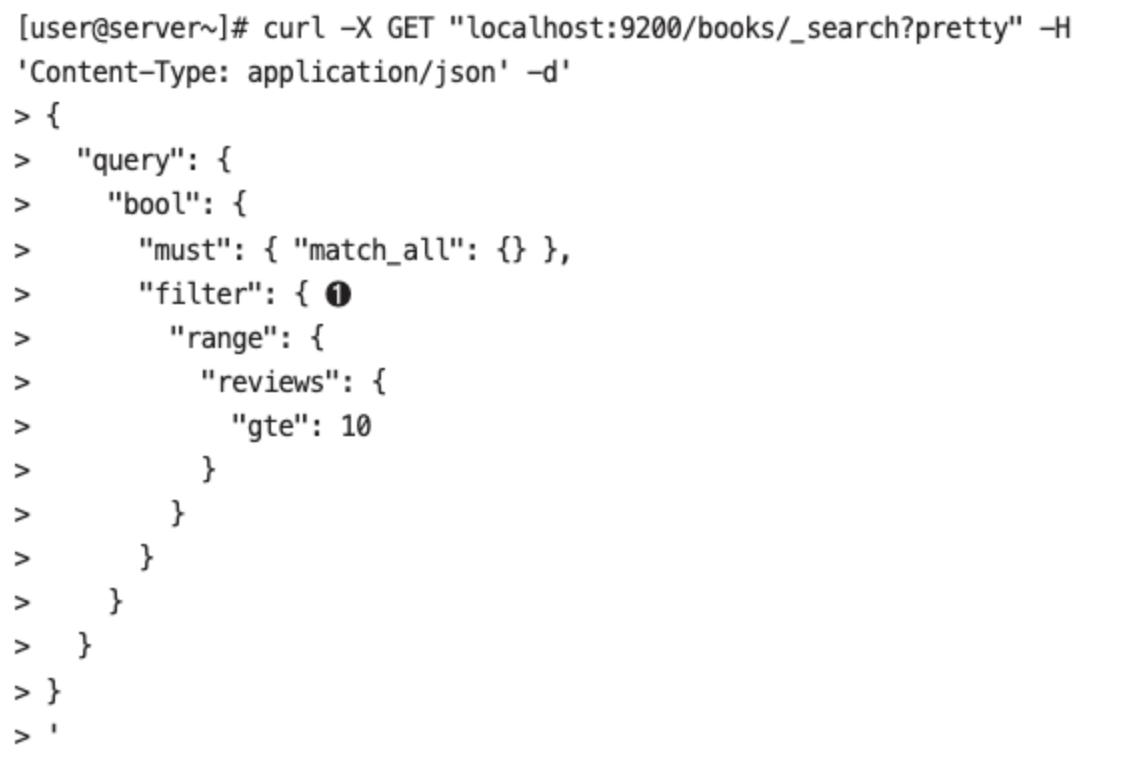 [user@server~]# curl -X GET "localhost:9200/books/_search?pretty" -H
'Content-Type: application/json' -d'
> {
>   "query": {
>     "bool": {
>       "must": { "match_all": {} },
>       "filter": { ❶
>         "range": {
>           "reviews": {
>             "gte": 10
>           }
>         }
>       }
>     }
>   }
> }
> '